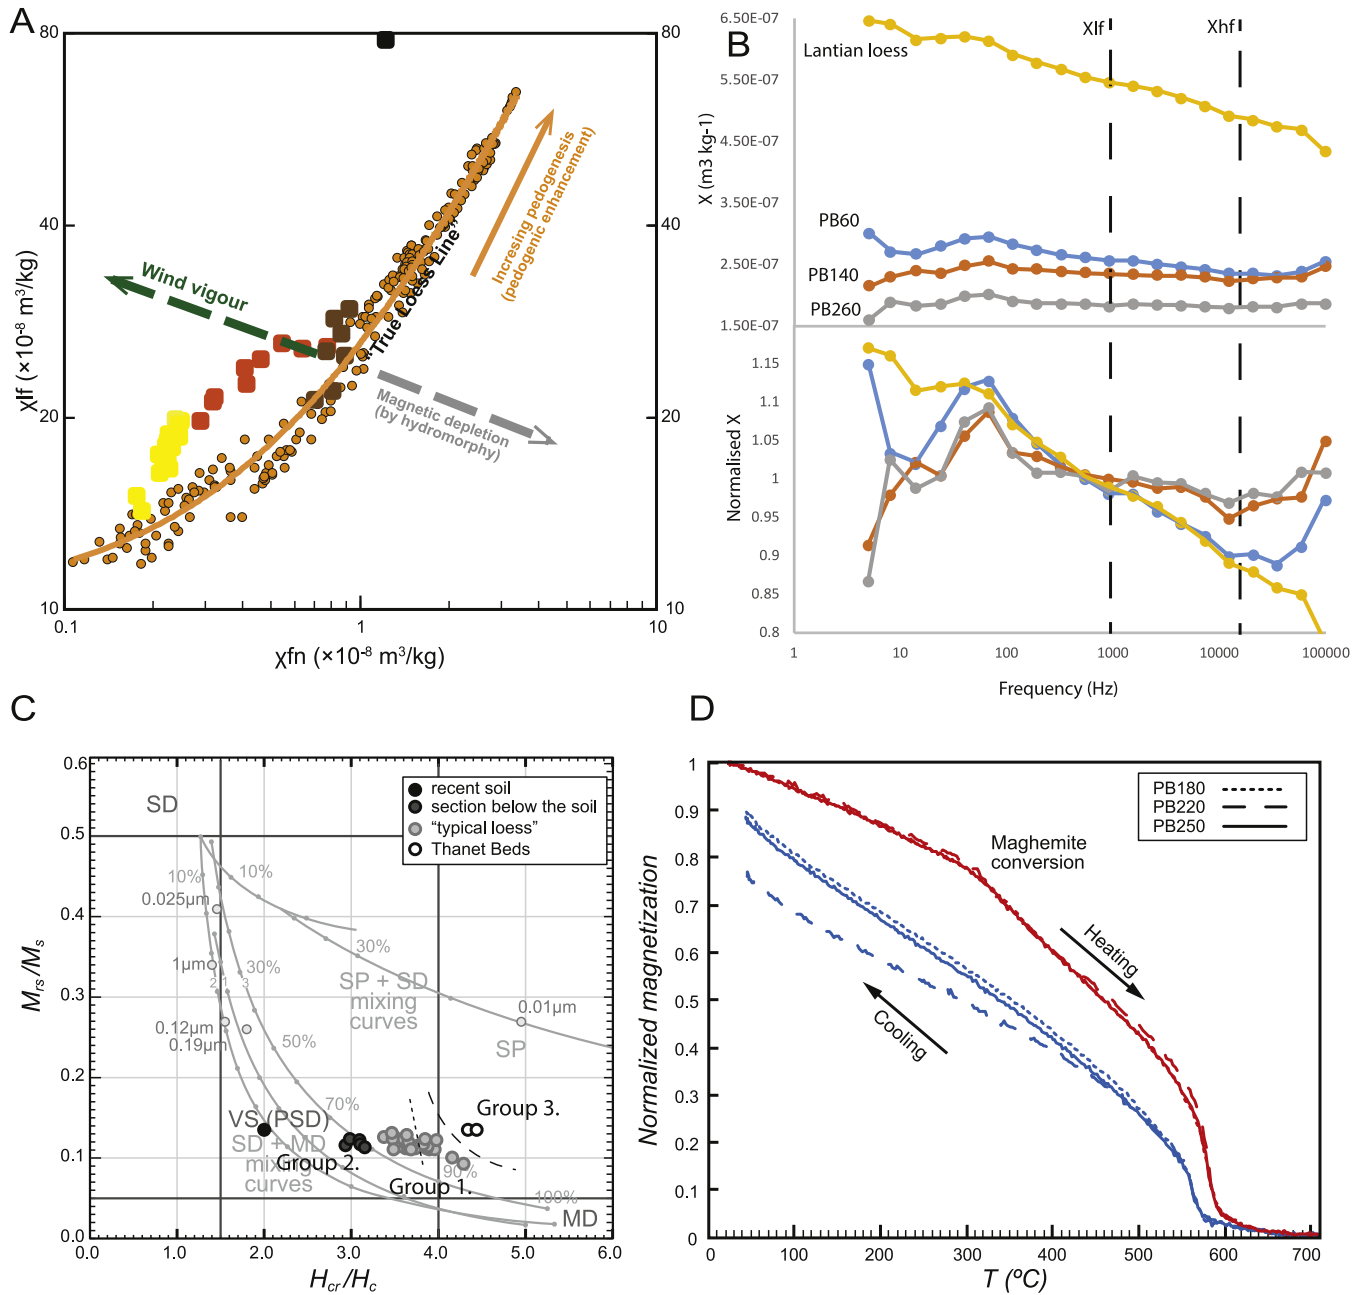 A
80
40
20
10
80
40
20
10
0.1
1
10
χlf (×10⁻⁸ m³/kg)
χfn (×10⁻⁸ m³/kg)
Wind vigour
"True Loess Line"
Incresing pedogenesis
(pedogenic enhancement)
Magnetic depletion
(by hydromorphy)
B
6.50E-07
5.50E-07
4.50E-07
3.50E-07
2.50E-07
1.50E-07
X (m3 kg-1)
Xlf
Xhf
Lantian loess
PB60
PB140
PB260
1.15
1.1
1.05
1
0.95
0.9
0.85
0.8
Normalised X
1
10
100
1000
10000
100000
Frequency (Hz)
C
0.6
0.5
0.4
0.3
0.2
0.1
0.0
Mrs/Ms
SD
recent soil
section below the soil
"typical loess"
Thanet Beds
10%
10%
0.025µm
30%
1µm
30%
2
1
3
SP + SD
mixing
curves
0.01µm
0.12µm
0.19µm
SP
50%
70%
VS (PSD)
SD + MD
mixing
curves
Group 3.
Group 2.
90%
Group 1.
100%
MD
0.0
1.0
2.0
3.0
4.0
5.0
6.0
Hcr/Hc
D
1
0.9
0.8
0.7
0.6
0.5
0.4
0.3
0.2
0.1
0
Normalized magnetization
PB180
PB220
PB250
Maghemite
conversion
Heating
Cooling
0
100
200
300
400
500
600
700
T (ºC)